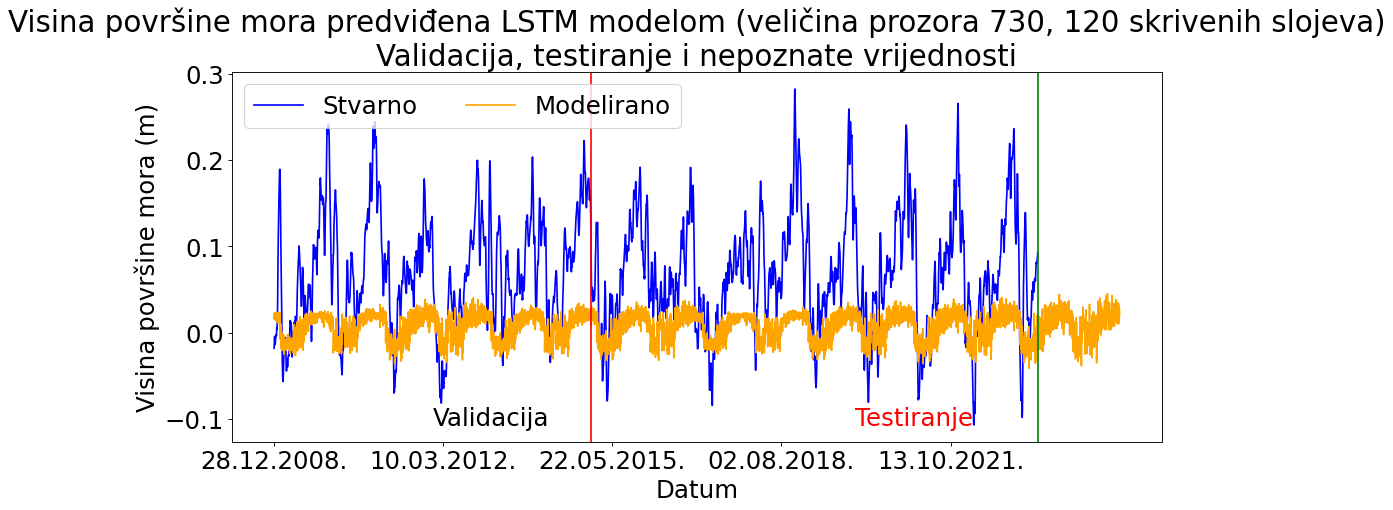 Visina površine mora predviđena LSTM modelom (veličina prozora 730, 120 skrivenih slojeva)
Validacija, testiranje i nepoznate vrijednosti
Stvarno Modelirano
Visina površine mora (m)
0.3
0.2
0.1
0.0
−0.1
Validacija Testiranje
28.12.2008. 10.03.2012. 22.05.2015. 02.08.2018. 13.10.2021.
Datum